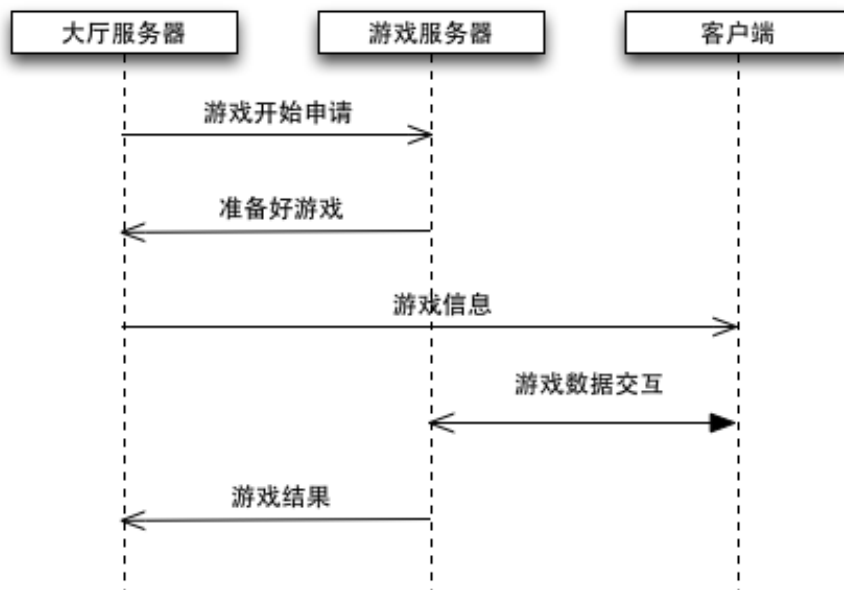 大厅服务器 游戏服务器 客户端
游戏开始申请
准备好游戏
游戏信息
游戏数据交互
游戏结果